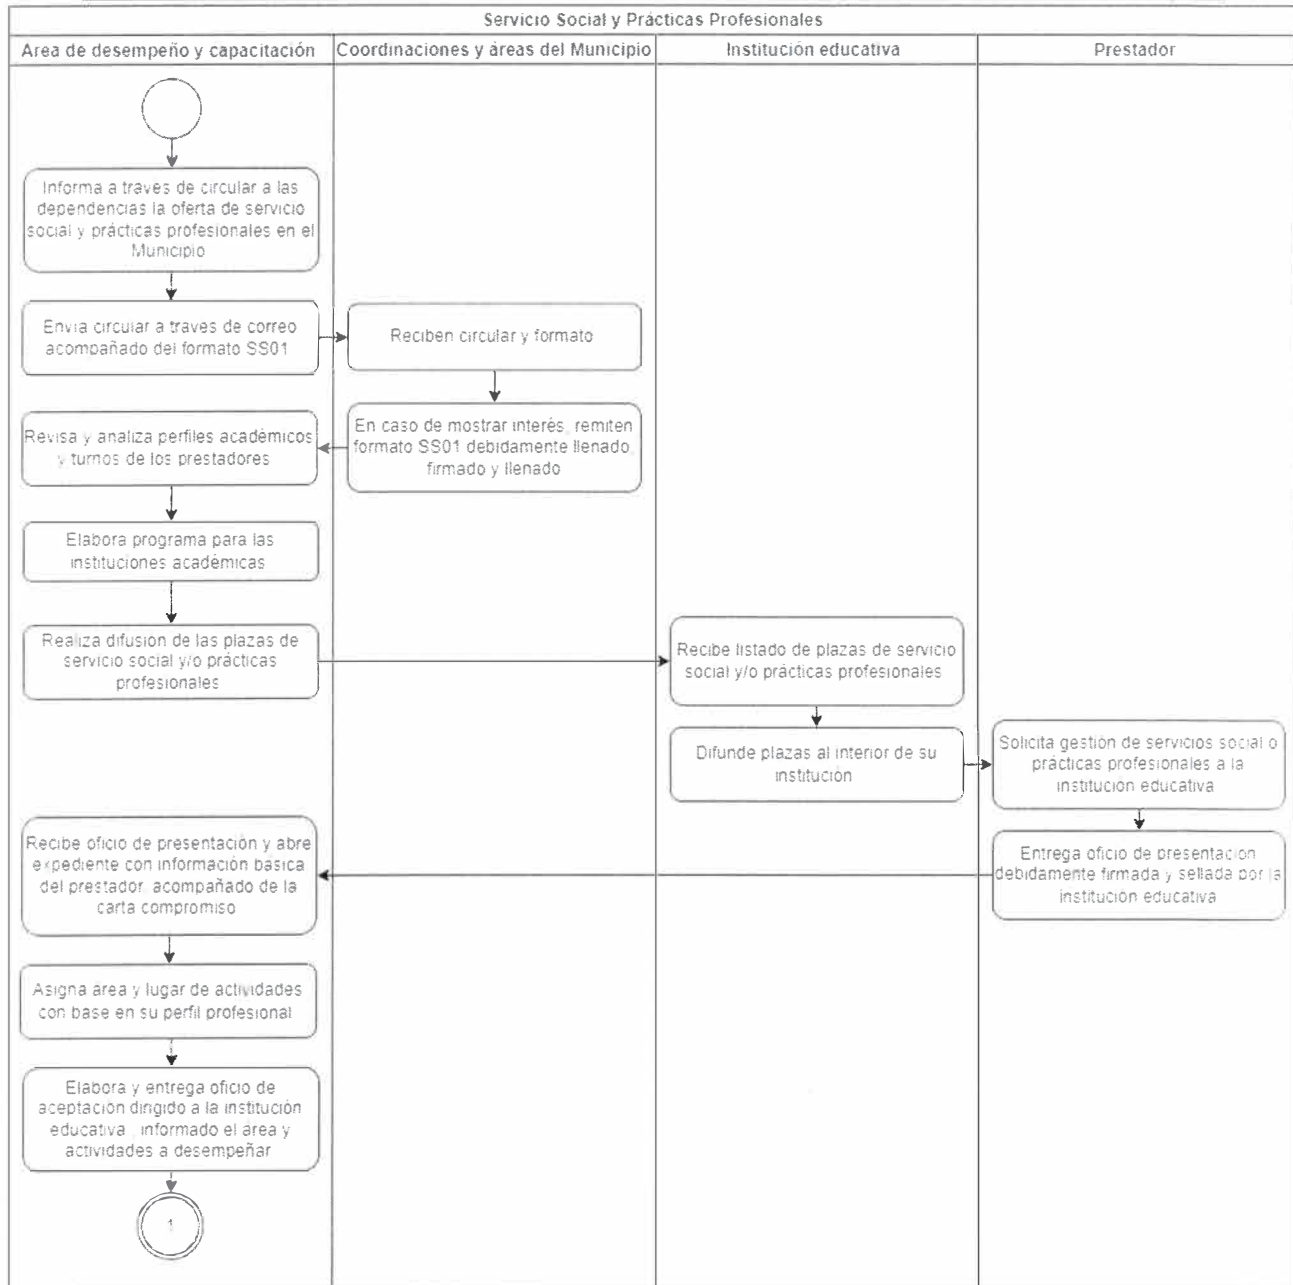 Servicio Social y Prácticas Profesionales
Area de desempeño y capacitación
Coordinaciones y áreas del Municipio
Institución educativa
Prestador
Informa a traves de circular a las
dependencias la oferta de servicio
social y prácticas profesionales en el
Municipio
Envia circular a traves de correo
acompañado del formato SS01
Reciben circular y formato
En caso de mostrar interés, remiten
formato SS01 debidamente llenado,
firmado y llenado
Revisa y analiza perfiles académicos
y turnos de los prestadores
Elabora programa para las
instituciones académicas
Realiza difusion de las plazas de
servicio social y/o prácticas
profesionales
Recibe listado de plazas de servicio
social y/o prácticas profesionales
Difunde plazas al interior de su
institución
Solicita gestión de servicios social o
prácticas profesionales a la
institución educativa
Entrega oficio de presentación
debidamente firmada y sellada por la
institución educativa
Recibe oficio de presentación y abre
expediente con información básica
del prestador, acompañado de la
carta compromiso
Asigna area y lugar de actividades
con base en su perfil profesional
Elabora y entrega oficio de
aceptación dirigido a la institución
educativa , informado el área y
actividades a desempeñar
1